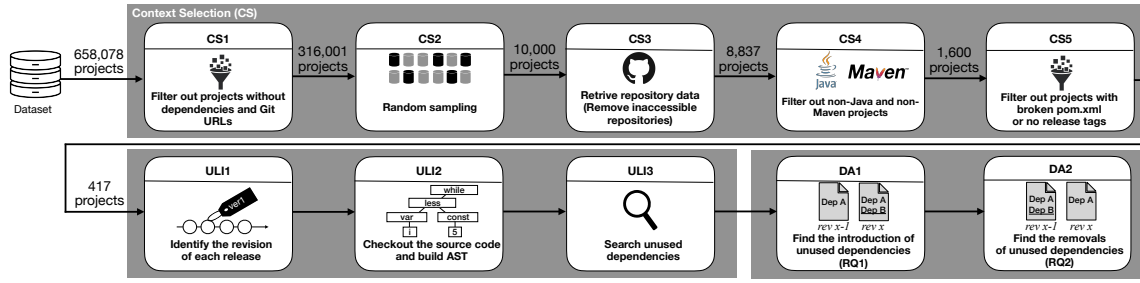 Context Selection (CS)
Dataset
658,078
projects
CS1
Filter out projects without
dependencies and Git
URLs
316,001
projects
CS2
Random sampling
10,000
projects
CS3
Retrive repository data
(Remove inaccessible
repositories)
8,837
projects
CS4
Java
Maven™
Filter out non-Java and non-
Maven projects
1,600
projects
CS5
Filter out projects with
broken pom.xml
or no release tags
417
projects
ULI1
ver1
Identify the revision
of each release
ULI2
while
less
var
const
i
5
Checkout the source code
and build AST
ULI3
Search unused
dependencies
DA1
Dep A
Dep A
Dep B
rev x-1
rev x
Find the introduction of
unused dependencies
(RQ1)
DA2
Dep A
Dep B
Dep A
rev x-1
rev x
Find the removals
of unused dependencies
(RQ2)